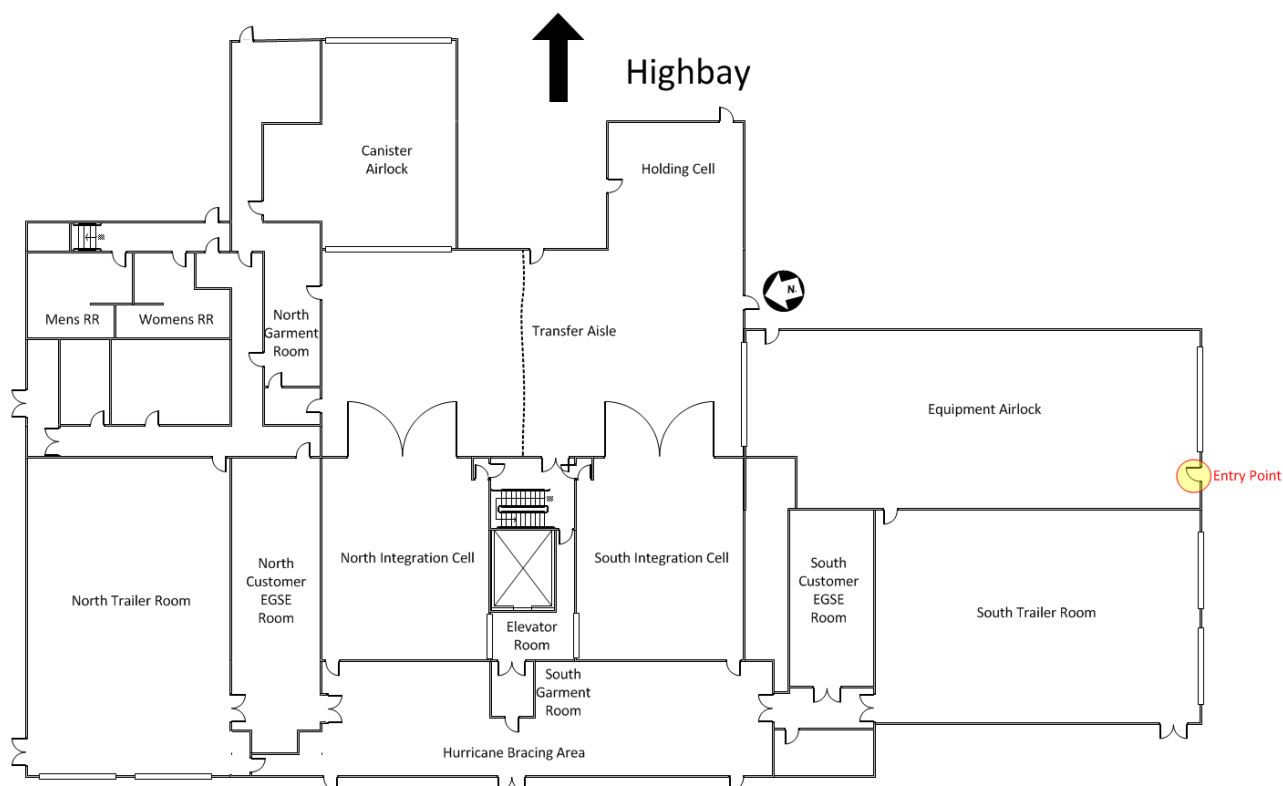 Highbay
Canister
Airlock
Holding Cell
N.
Mens RR
Womens RR
North
Garment
Room
Transfer Aisle
Equipment Airlock
Entry Point
North Trailer Room
North
Customer
EGSE
Room
North Integration Cell
South Integration Cell
South
Customer
EGSE
Room
South Trailer Room
Elevator
Room
South
Garment
Room
Hurricane Bracing Area